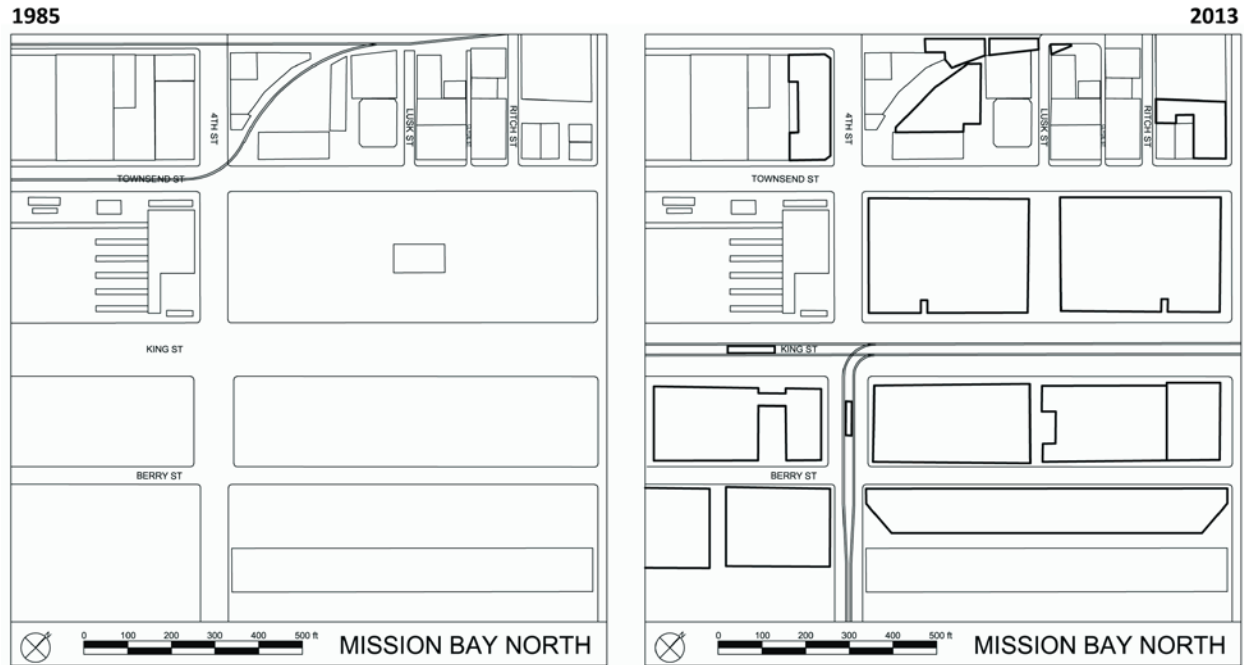 1985
2013
4TH ST
LUSK ST
RITCH ST
TOWNSEND ST
KING ST
BERRY ST
0 100 200 300 400 500 ft
MISSION BAY NORTH
4TH ST
LUSK ST
RITCH ST
TOWNSEND ST
KING ST
BERRY ST
0 100 200 300 400 500 ft
MISSION BAY NORTH